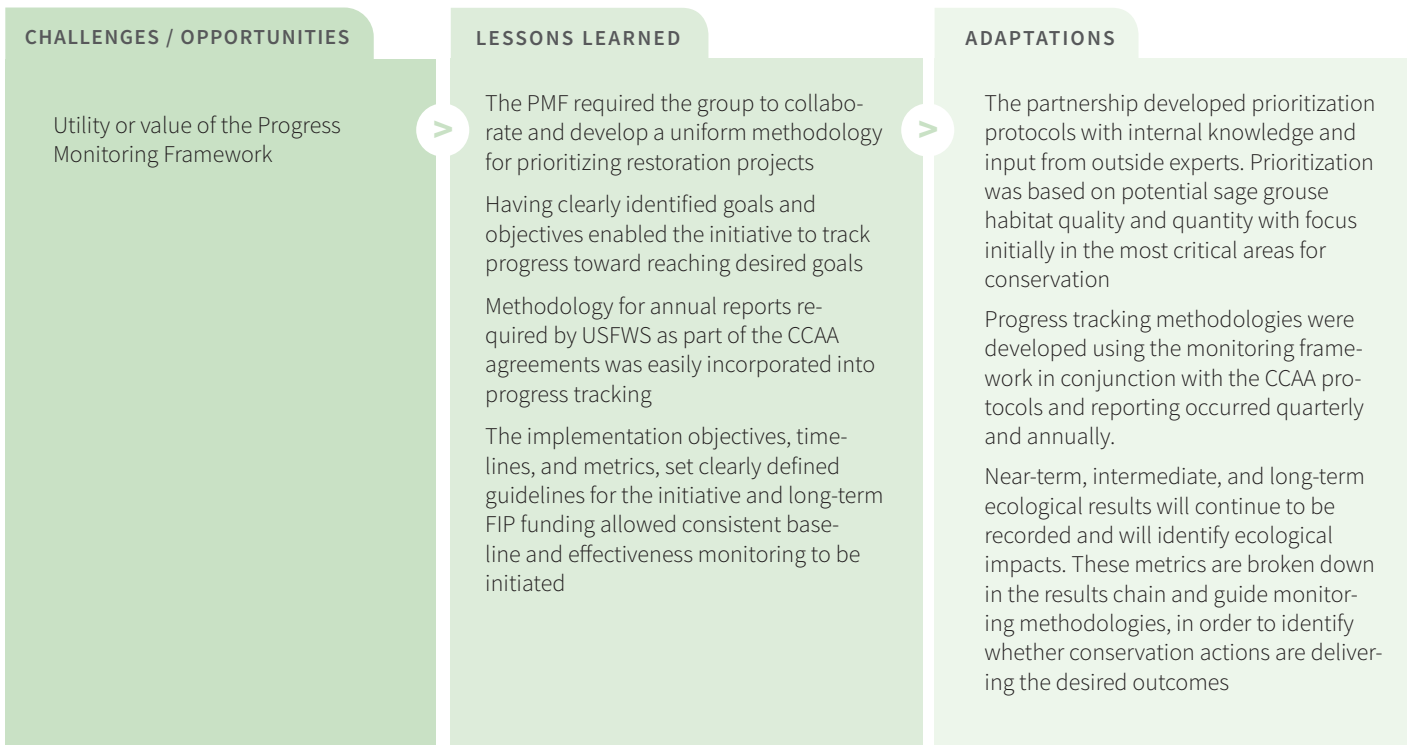 CHALLENGES / OPPORTUNITIES
Utility or value of the Progress
Monitoring Framework
>
LESSONS LEARNED
The PMF required the group to collabo-
rate and develop a uniform methodology
for prioritizing restoration projects
Having clearly identified goals and
objectives enabled the initiative to track
progress toward reaching desired goals
Methodology for annual reports re-
quired by USFWS as part of the CCAA
agreements was easily incorporated into
progress tracking
The implementation objectives, time-
lines, and metrics, set clearly defined
guidelines for the initiative and long-term
FIP funding allowed consistent base-
line and effectiveness monitoring to be
initiated
>
ADAPTATIONS
The partnership developed prioritization
protocols with internal knowledge and
input from outside experts. Prioritization
was based on potential sage grouse
habitat quality and quantity with focus
initially in the most critical areas for
conservation
Progress tracking methodologies were
developed using the monitoring frame-
work in conjunction with the CCAA pro-
tocols and reporting occurred quarterly
and annually.
Near-term, intermediate, and long-term
ecological results will continue to be
recorded and will identify ecological
impacts. These metrics are broken down
in the results chain and guide monitor-
ing methodologies, in order to identify
whether conservation actions are deliver-
ing the desired outcomes